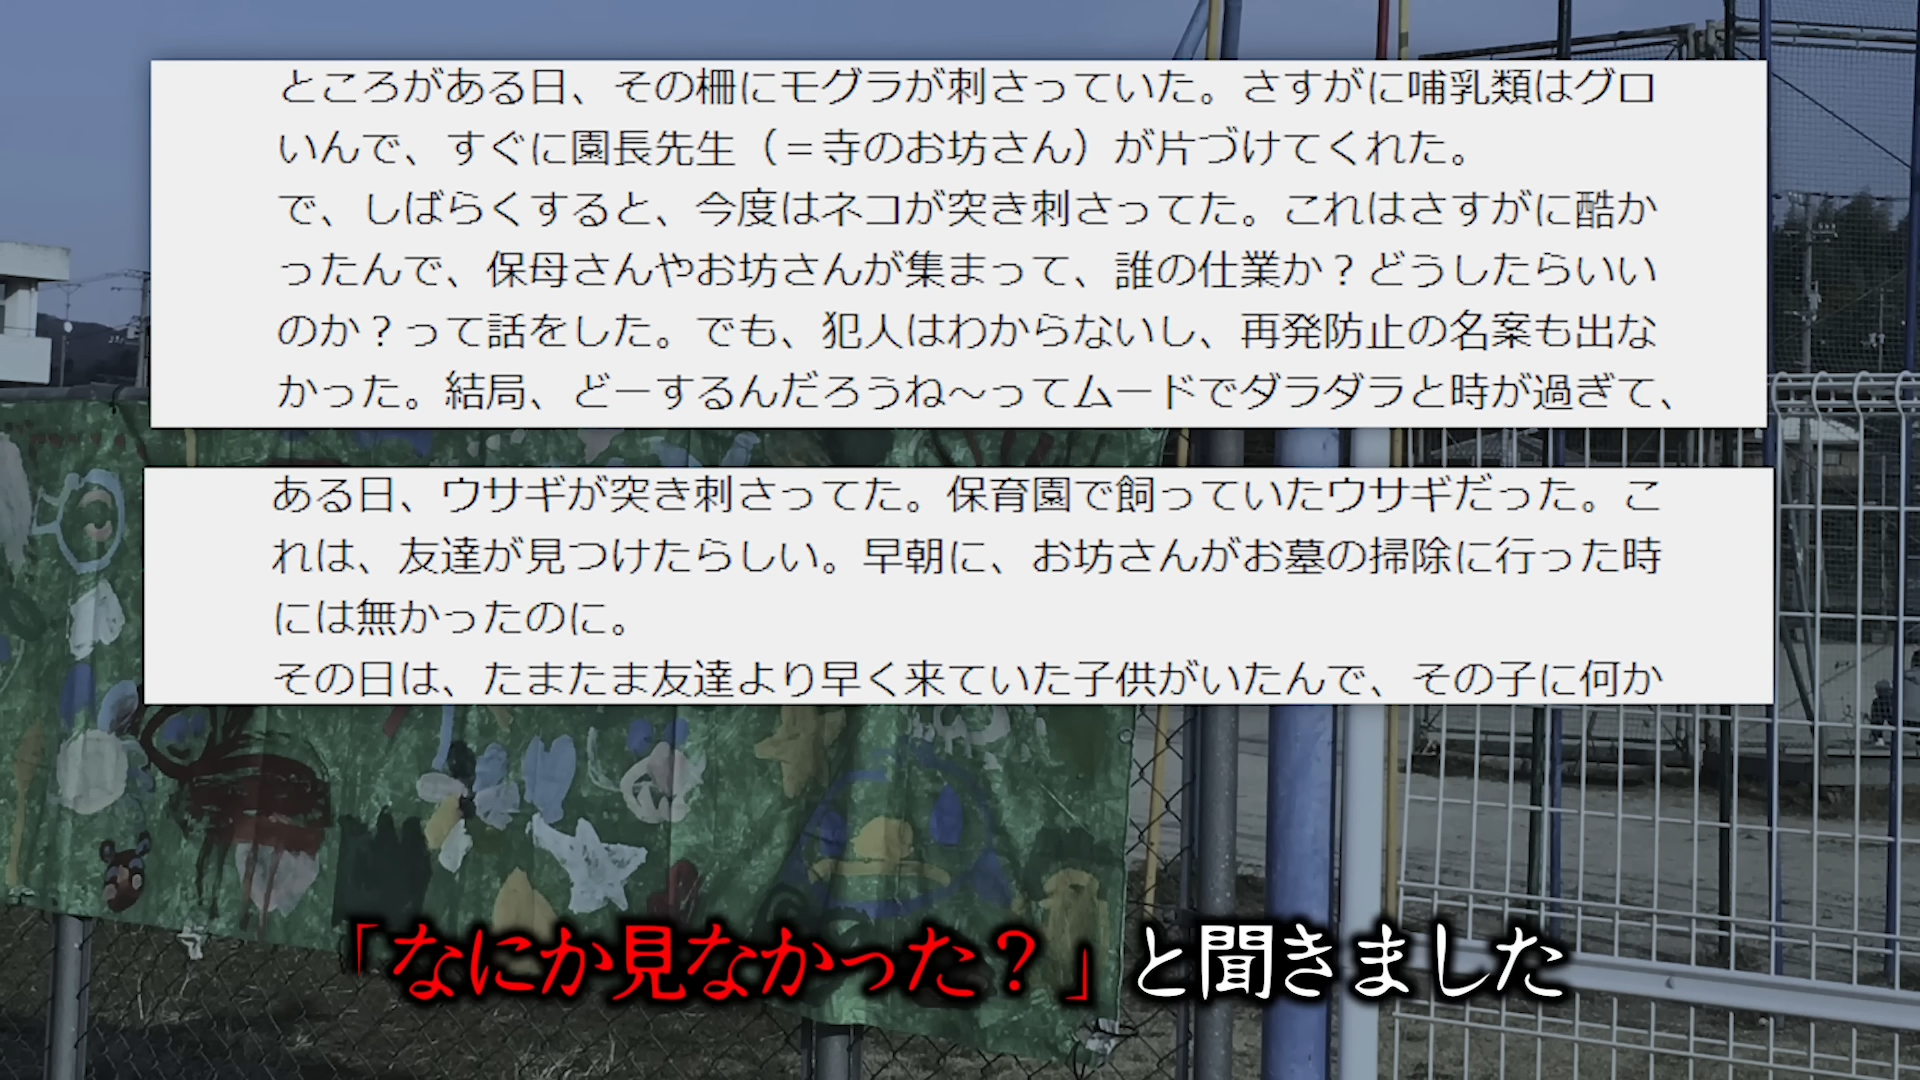 ところがある日、その柵にモグラが刺さっていた。さすがに哺乳類はグロ
いんで、すぐに園長先生（＝寺のお坊さん）が片づけてくれた。
で、しばらくすると、今度はネコが突き刺さってた。これはさすがに酷か
ったんで、保母さんやお坊さんが集まって、誰の仕業か？どうしたらいい
のか？って話をした。でも、犯人はわからないし、再発防止の名案も出な
かった。結局、どーするんだろうね～ってムードでダラダラと時が過ぎて、
ある日、ウサギが突き刺さってた。保育園で飼っていたウサギだった。こ
れは、友達が見つけたらしい。早朝に、お坊さんがお墓の掃除に行った時
には無かったのに。
その日は、たまたま友達より早く来ていた子供がいたんで、その子に何か
「なにか見なかった？」と聞きました